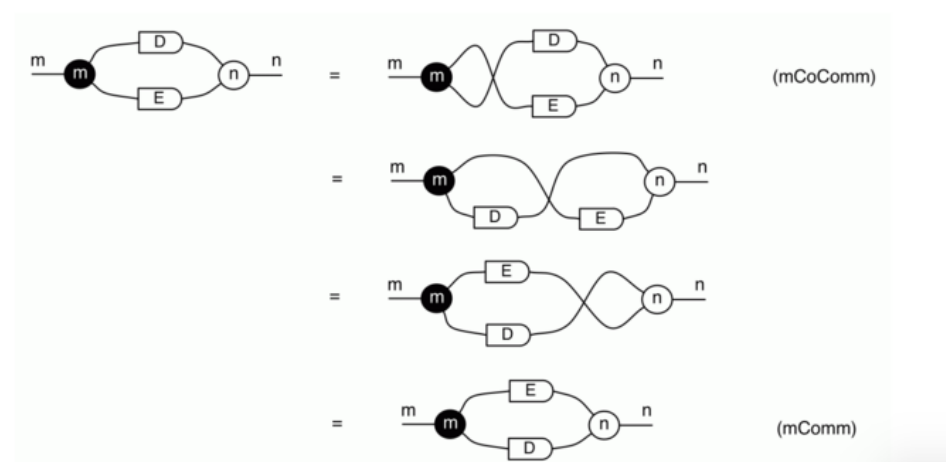 m m D E n n = m m D E n n (mCoComm)
= m m D E n n
= m m E D n n
= m m E D n n (mComm)